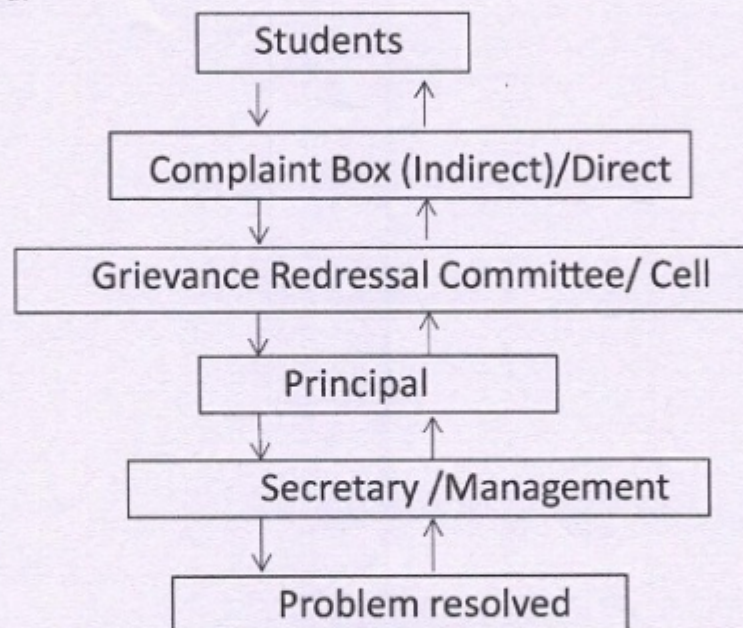 Students
Complaint Box (Indirect)/Direct
Grievance Redressal Committee/ Cell
Principal
Secretary /Management
Problem resolved